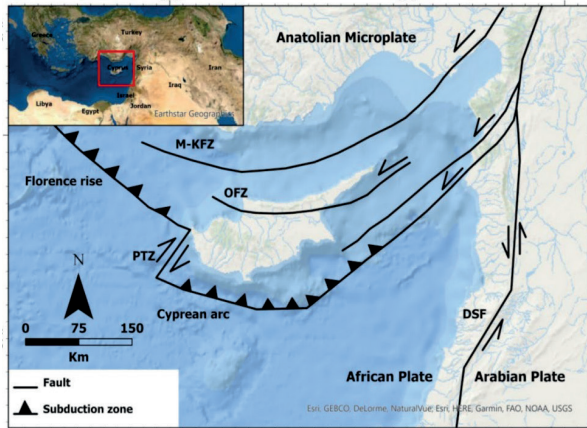 Greece
Turkey
Cyprus
Syria
Iraq
Iran
Israel
Jordan
Libya
Egypt
Earthstar Geographics
Anatolian Microplate
M-KFZ
Florence rise
OFZ
PTZ
N
Cyprean arc
DSF
0 75 150
Km
African Plate
Arabian Plate
Fault
Subduction zone
Esri, GEBCO, DeLorme, NaturalVue, Esri, HERE, Garmin, FAO, NOAA, USGS